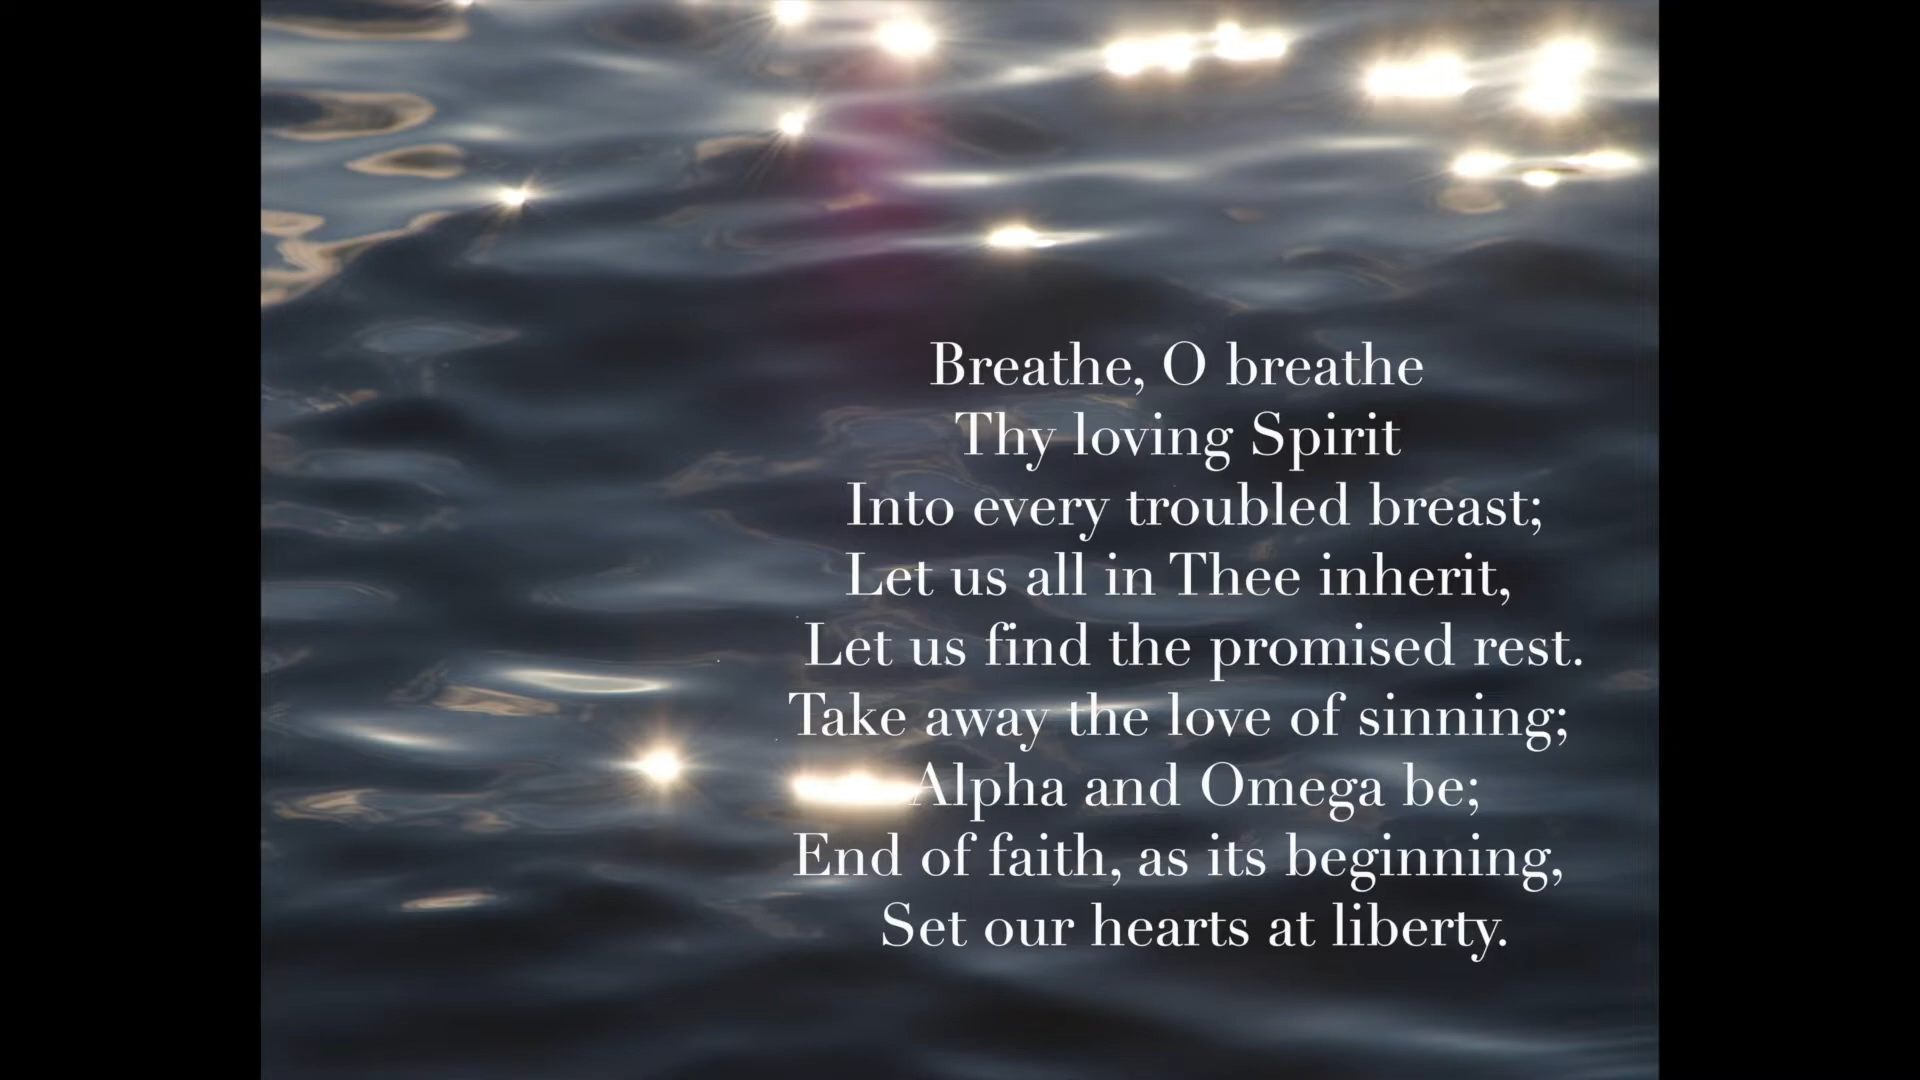 Breathe, O breathe
Thy loving Spirit
Into every troubled breast;
Let us all in Thee inherit,
Let us find the promised rest.
Take away the love of sinning;
Alpha and Omega be;
End of faith, as its beginning,
Set our hearts at liberty.